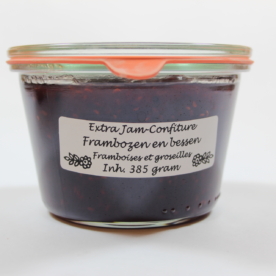 Extra Jam-Confiture
Frambozen en bessen
Framboises et groseilles
Inh. 385 gram